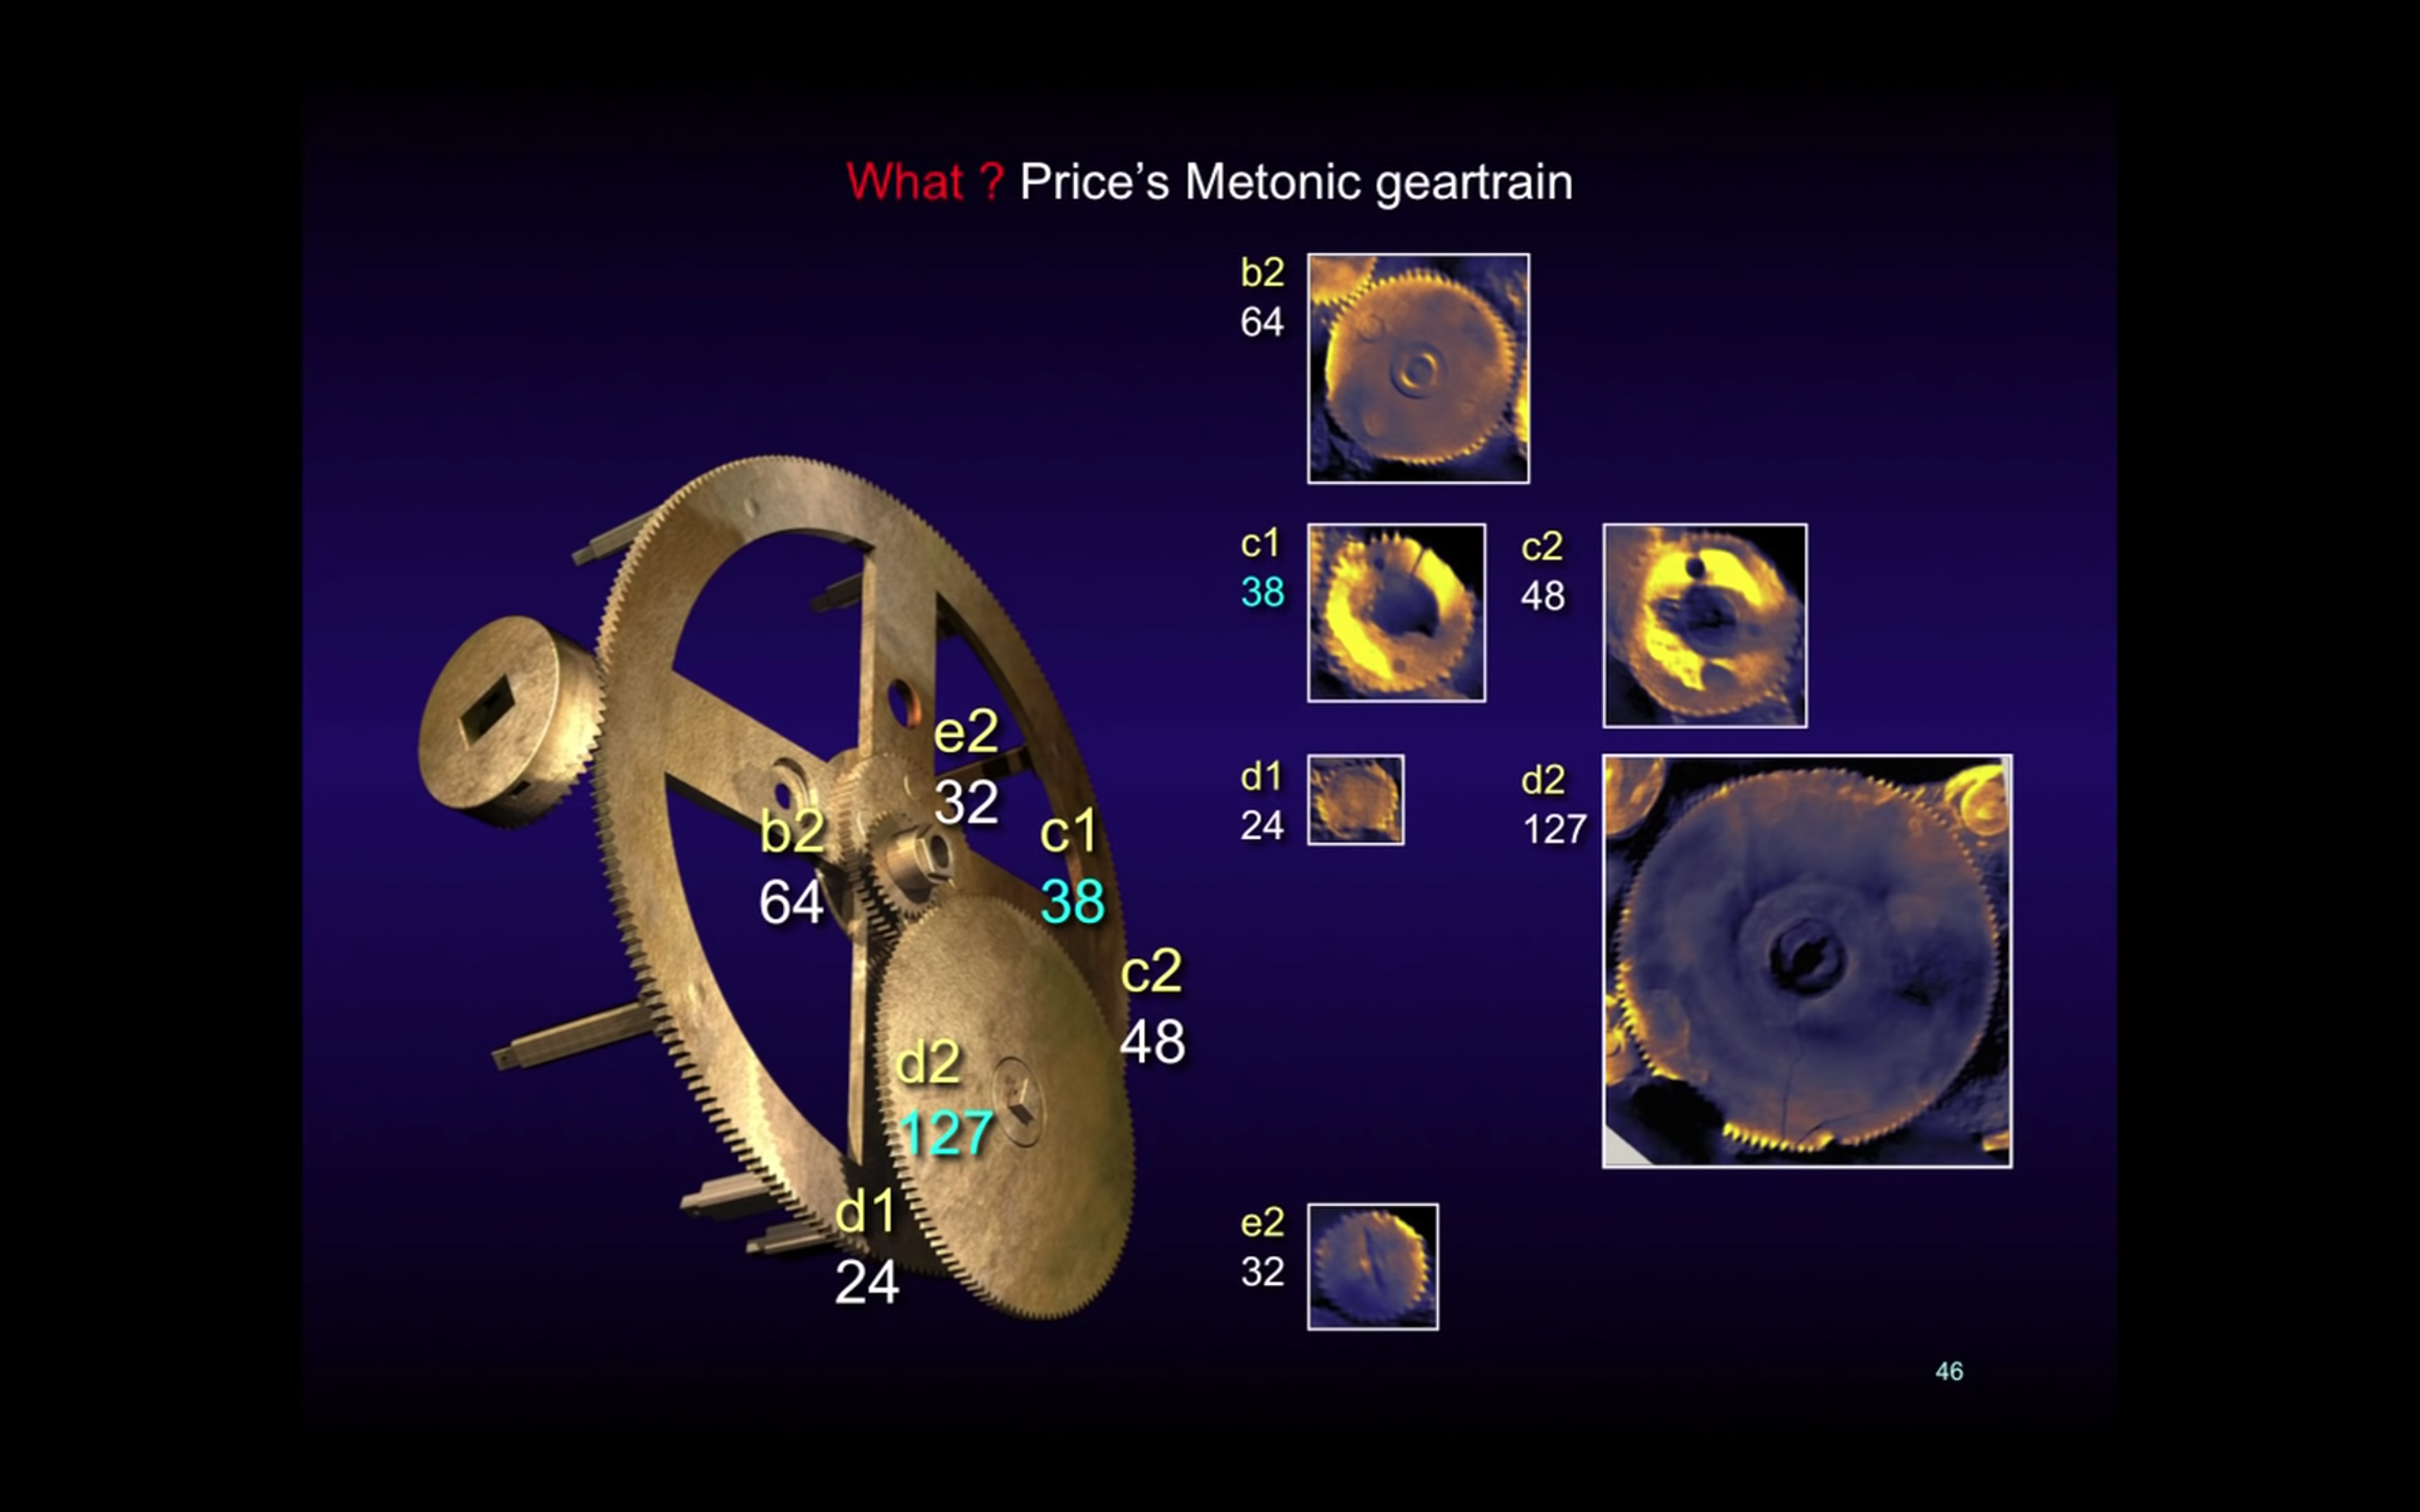 What ? Price’s Metonic geartrain
b2
64
c1
38
c2
48
d1
24
d2
127
e2
32
e2
32
b2
64
c1
38
c2
48
d2
127
d1
24
46